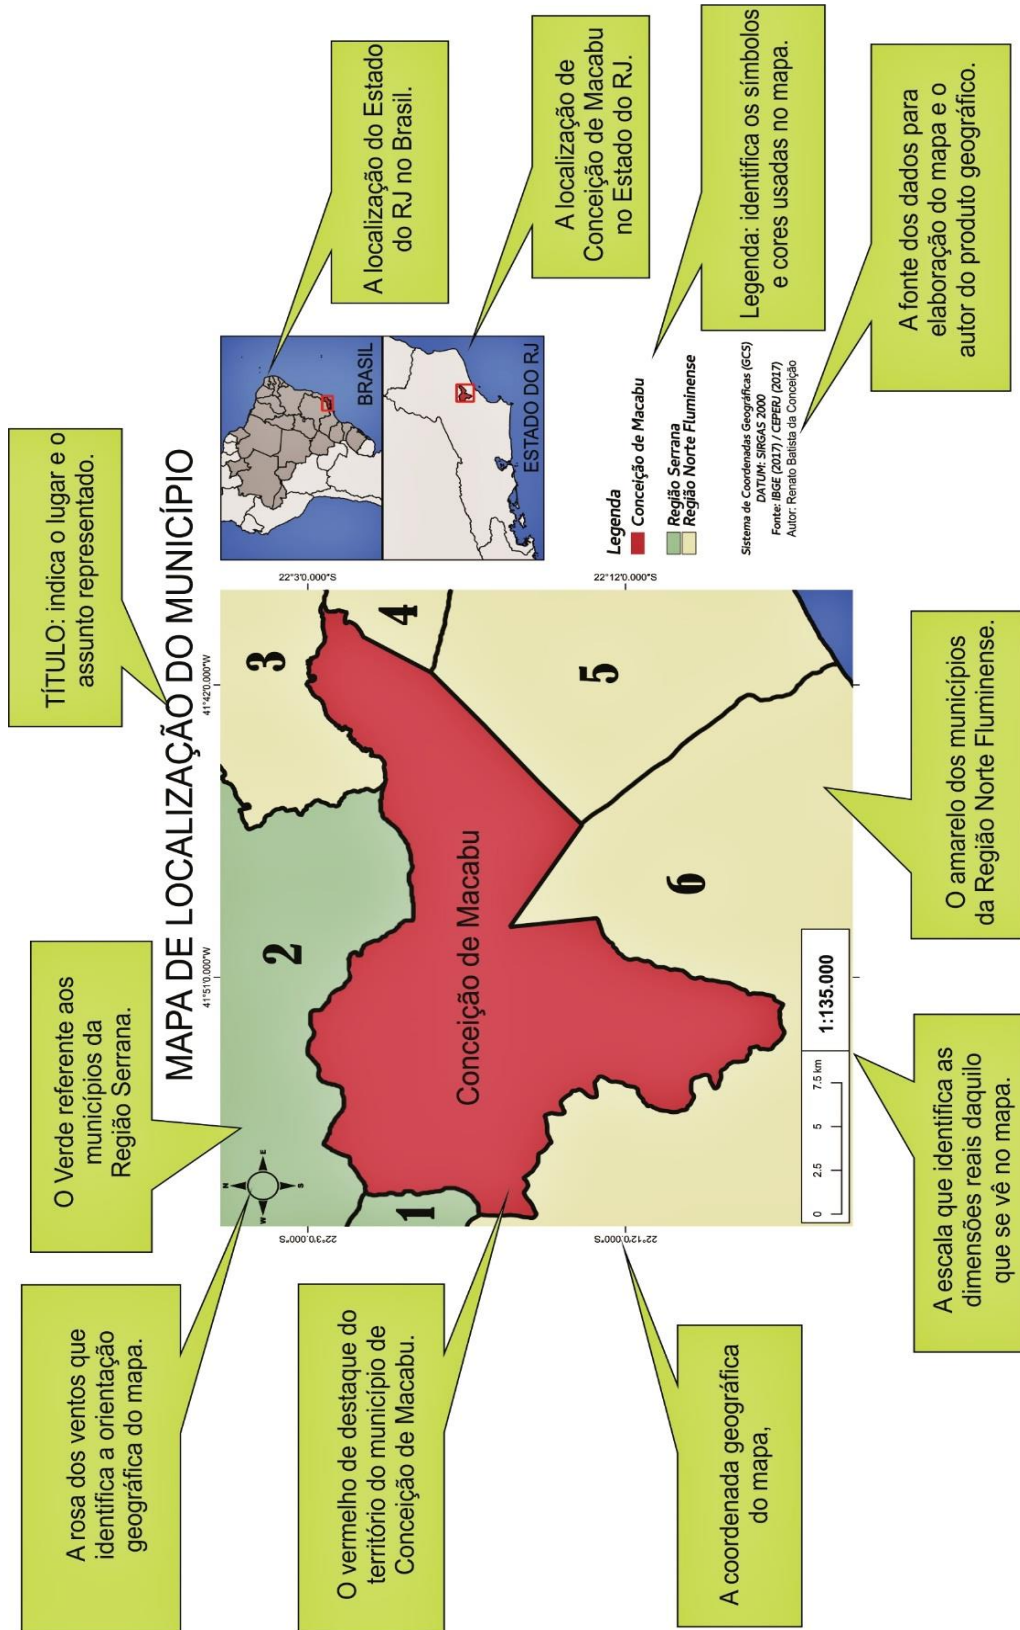 TÍTULO: indica o lugar e o
assunto representado.
O Verde referente aos
municípios da
Região Serrana.
A rosa dos ventos que
identifica a orientação
geográfica do mapa.
MAPA DE LOCALIZAÇÃO DO MUNICÍPIO
41°51'0.000"W
41°42'0.000"W
N
W
E
S
22°3'0.000"S
22°3'0.000"S
1
2
3
4
5
6
Conceição de Macabu
22°12'0.000"S
22°12'0.000"S
0
2.5
5
7.5 km
1:135.000
BRASIL
ESTADO DO RJ
Legenda
Conceição de Macabu
Região Serrana
Região Norte Fluminense
Sistema de Coordenadas Geográficas (GCS)
DATUM: SIRGAS 2000
Fonte: IBGE (2017) / CEPERJ (2017)
Autor: Renato Batista da Conceição
A localização do Estado
do RJ no Brasil.
A localização de
Conceição de Macabu
no Estado do RJ.
Legenda: identifica os símbolos
e cores usadas no mapa.
A fonte dos dados para
elaboração do mapa e o
autor do produto geográfico.
O vermelho de destaque do
território do município de
Conceição de Macabu.
A coordenada geográfica
do mapa,
A escala que identifica as
dimensões reais daquilo
que se vê no mapa.
O amarelo dos municípios
da Região Norte Fluminense.